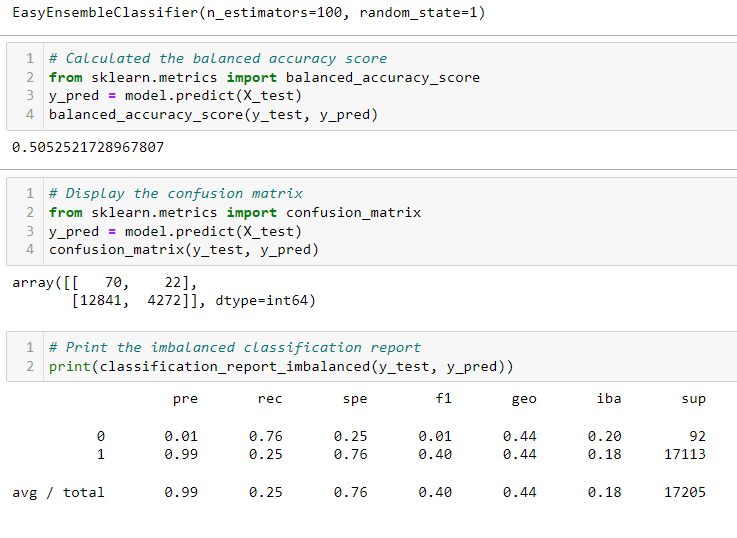 EasyEnsembleClassifier(n_estimators=100, random_state=1)
1 # Calculated the balanced accuracy score
2 from sklearn.metrics import balanced_accuracy_score
3 y_pred = model.predict(X_test)
4 balanced_accuracy_score(y_test, y_pred)
0.5052521728967807
1 # Display the confusion matrix
2 from sklearn.metrics import confusion_matrix
3 y_pred = model.predict(X_test)
4 confusion_matrix(y_test, y_pred)
array([[   70,    22],
       [12841,  4272]], dtype=int64)
1 # Print the imbalanced classification report
2 print(classification_report_imbalanced(y_test, y_pred))
pre rec spe f1 geo iba sup
0 0.01 0.76 0.25 0.01 0.44 0.20 92
1 0.99 0.25 0.76 0.40 0.44 0.18 17113
avg / total 0.99 0.25 0.76 0.40 0.44 0.18 17205